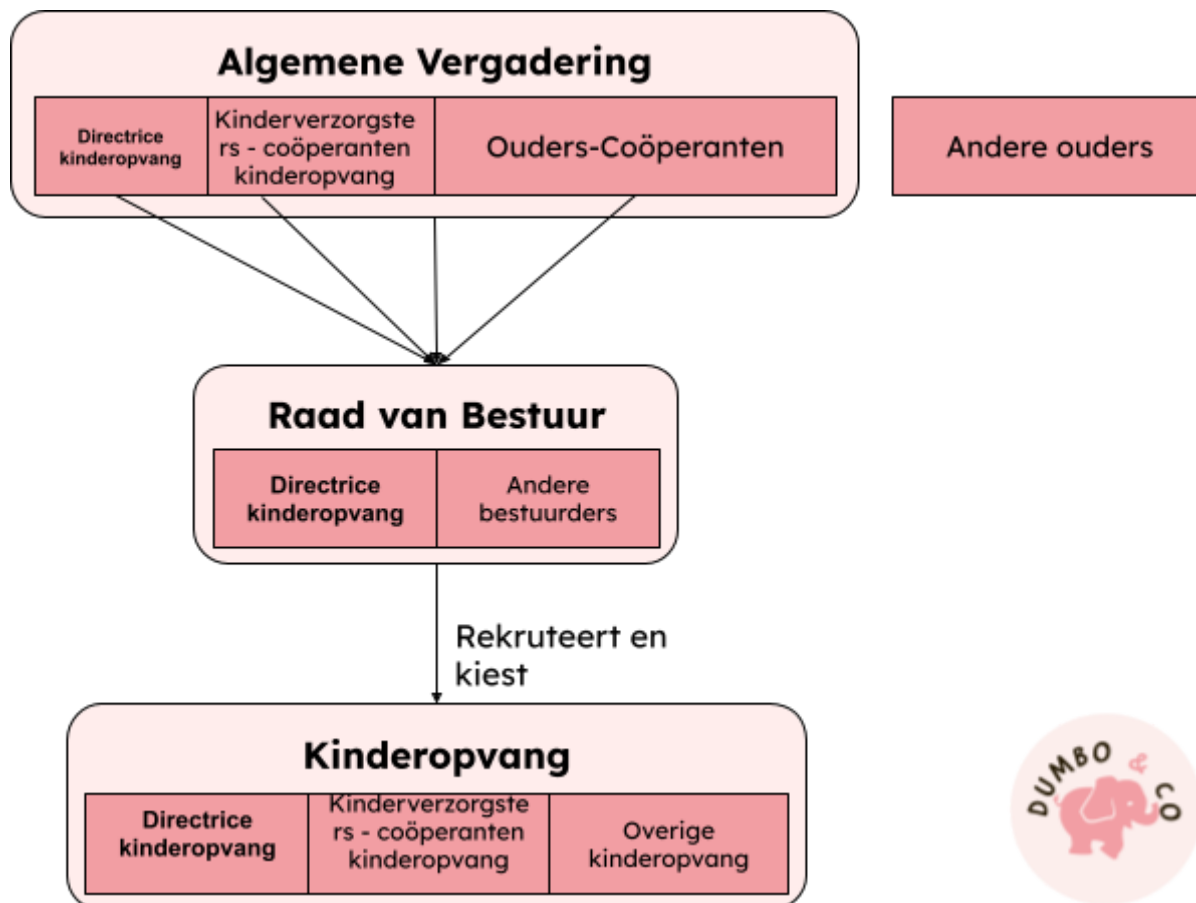 Algemene Vergadering
Directrice
kinderopvang
Kinderverzorgste
rs - coöperanten
kinderopvang
Ouders-Coöperanten
Andere ouders
Raad van Bestuur
Directrice
kinderopvang
Andere
bestuurders
Rekruteert en
kiest
Kinderopvang
Directrice
kinderopvang
Kinderverzorgste
rs - coöperanten
kinderopvang
Overige
kinderopvang
DUMBO & CO